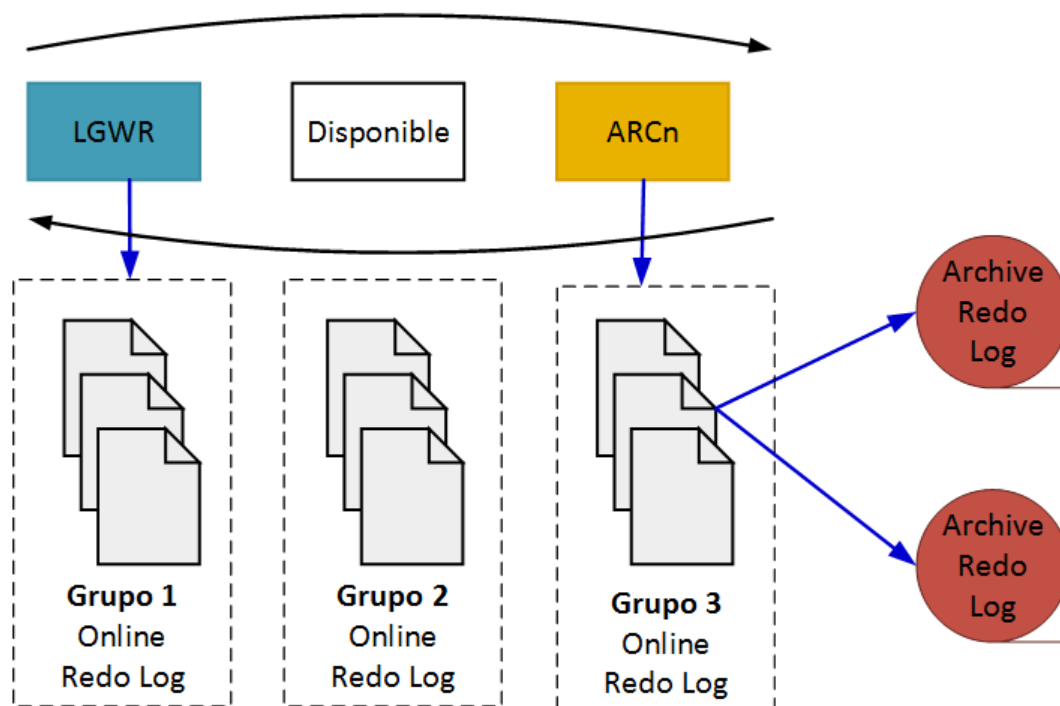 LGWR
Disponible
ARCn
Archive
Redo
Log
Archive
Redo
Log
Grupo 1
Online
Redo Log
Grupo 2
Online
Redo Log
Grupo 3
Online
Redo Log